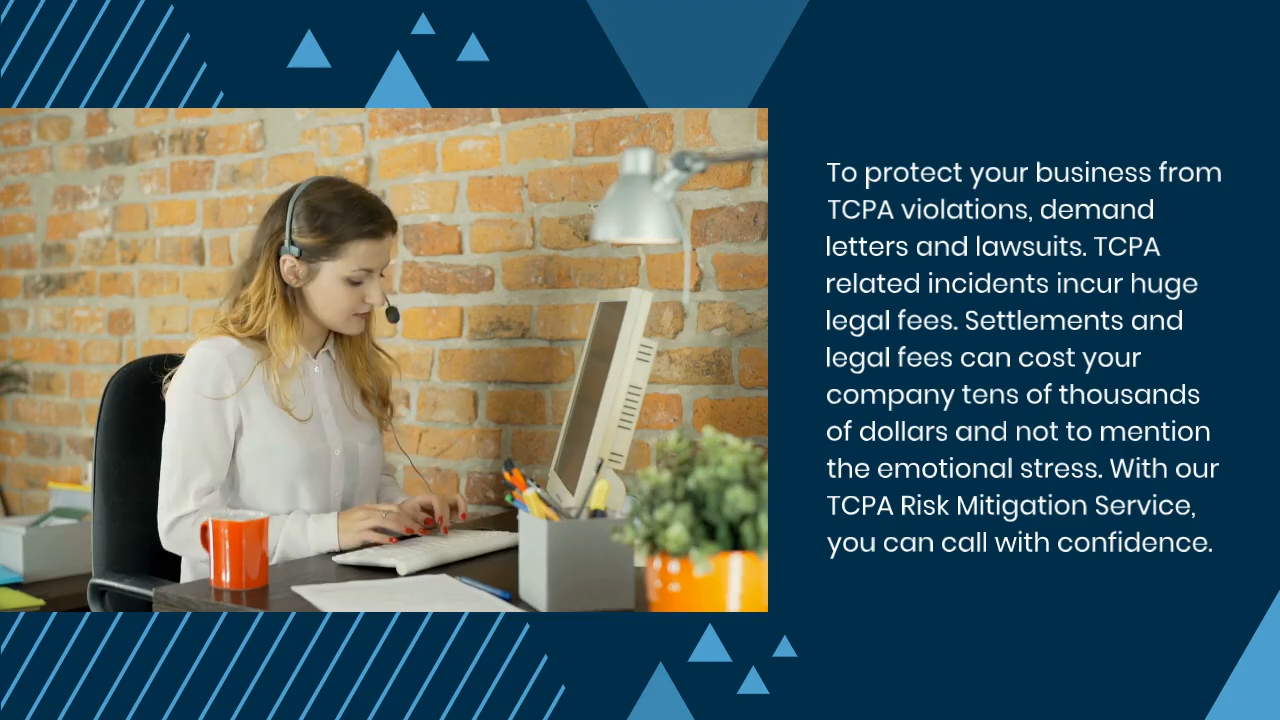 To protect your business from
TCPA violations, demand
letters and lawsuits. TCPA
related incidents incur huge
legal fees. Settlements and
legal fees can cost your
company tens of thousands
of dollars and not to mention
the emotional stress. With our
TCPA Risk Mitigation Service,
you can call with confidence.